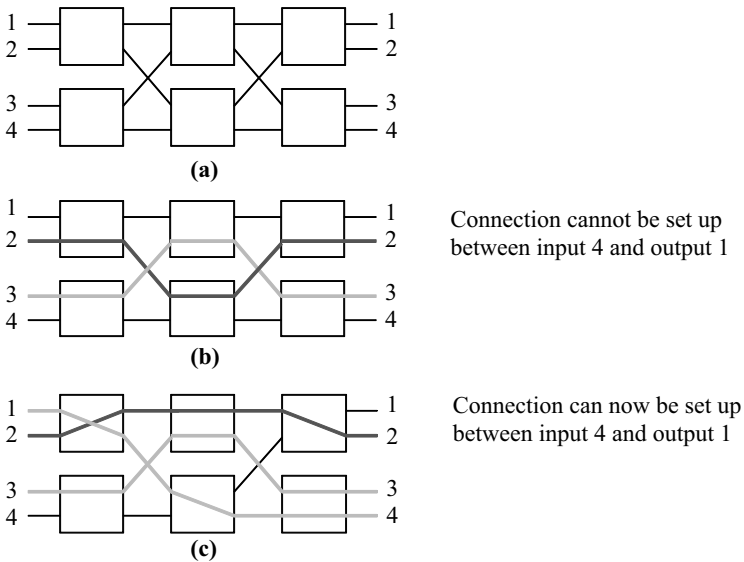 1 1
2 2
3 3
4 4
(a)
1 1
2 2
3 3
4 4
Connection cannot be set up
between input 4 and output 1
(b)
1 1
2 2
3 3
4 4
Connection can now be set up
between input 4 and output 1
(c)